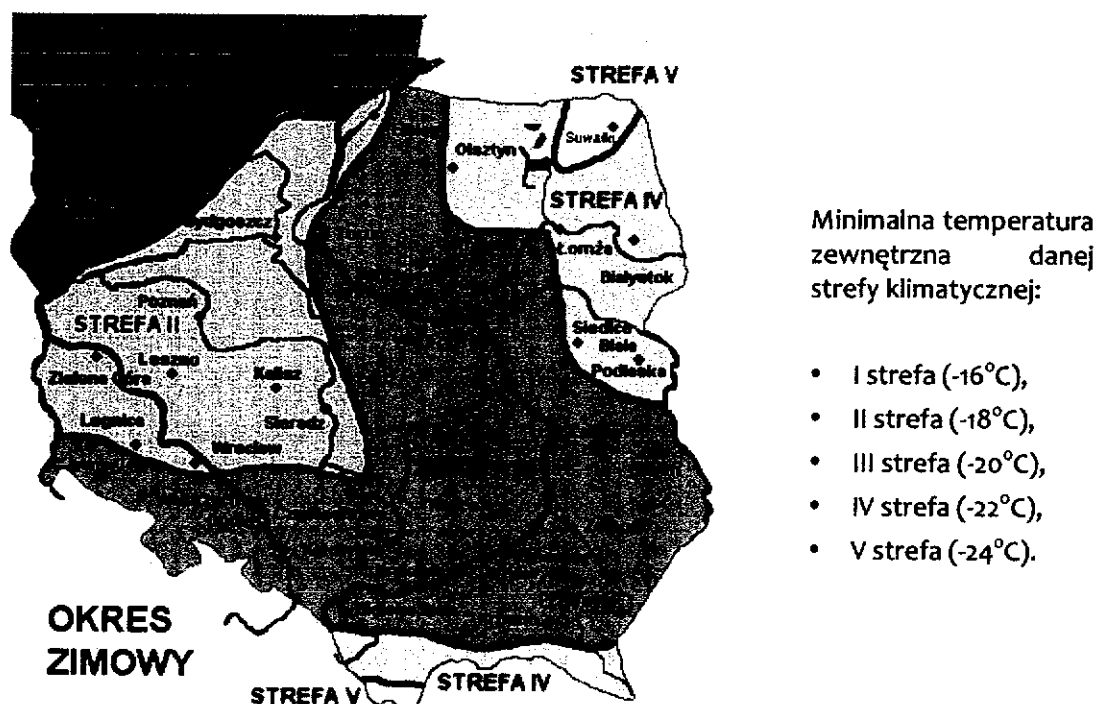 STREFA V
Suwałki
Olsztyn
STREFA IV
Łomża
Białystok
Poznań
STREFA II
Siedlce
Biała
Podlaska
Leszno
Zielona Góra
Kalisz
Legnica
Sieradz
Wrocław
OKRES
ZIMOWY
STREFA V
STREFA IV
Minimalna temperatura
zewnętrzna danej
strefy klimatycznej:
• I strefa (-16°C),
• II strefa (-18°C),
• III strefa (-20°C),
• IV strefa (-22°C),
• V strefa (-24°C).